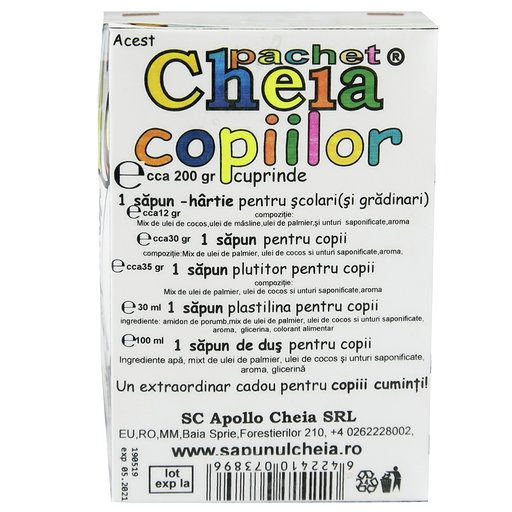 Acest pachet
Cheia®
copiilor
℮cca 200 gr cuprinde
1 săpun -hârtie pentru şcolari(şi grădinari)
℮cca12 gr
compoziţie:
Mix de ulei de cocos,ulei de măsline,ulei de palmier,şi unturi saponificate,aroma
℮cca30 gr 1 săpun pentru copii
compoziţie:Mix de ulei de palmier, ulei de cocos si unturi saponificate,aroma,
℮cca35 gr 1 săpun plutitor pentru copii
Mix de ulei de palmier, ulei de cocos si unturi saponificate,aroma
℮ 30 ml 1 săpun plastilina pentru copii
ingrediente: amidon de porumb,mix de ulei de palmier, ulei de cocos si unturi saponificate,
aroma, glicerina, colorant alimentar
℮100 ml 1 săpun de duş pentru copii
Ingrediente apă, mixt de ulei de palmier, ulei de cocos şi unturi saponificate,
aromă, glicerină
Un extraordinar cadou pentru copiii cuminţi!
SC Apollo Cheia SRL
EU,RO,MM,Baia Sprie,Forestierilor 210, +4 0262228002,
www.sapunulcheia.ro
190519
exp 05.2021
lot
exp la
6422410073896